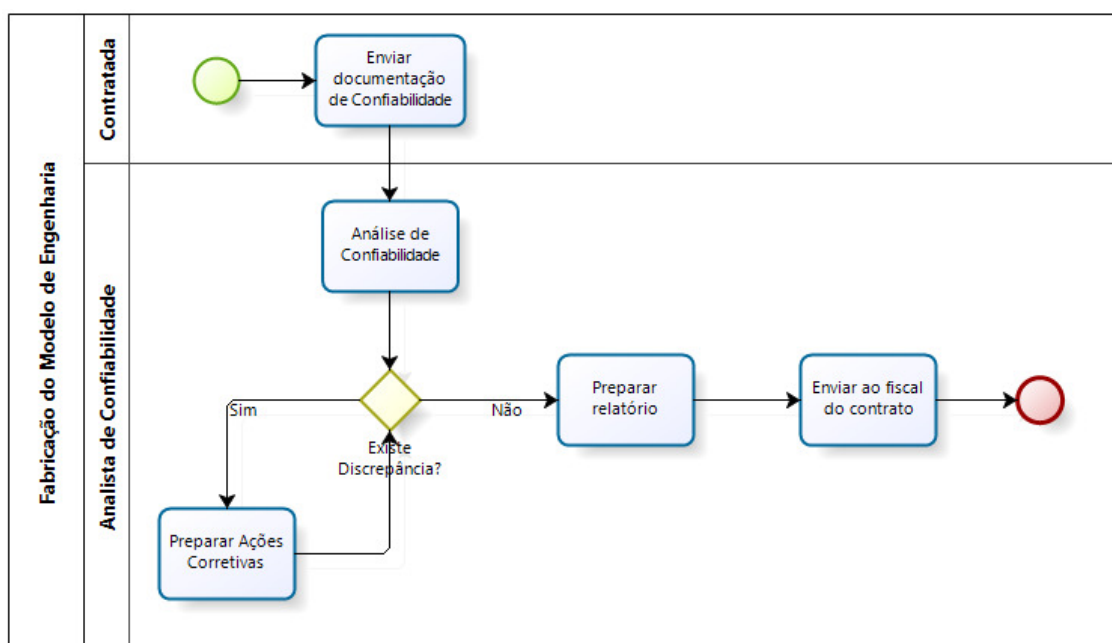 Fabricação do Modelo de Engenharia
Contratada
Enviar
documentação
de Confiabilidade
Analista de Confiabilidade
Análise de
Confiabilidade
Sim
Não
Existe
Discrepância?
Preparar
relatório
Enviar ao fiscal
do contrato
Preparar Ações
Corretivas